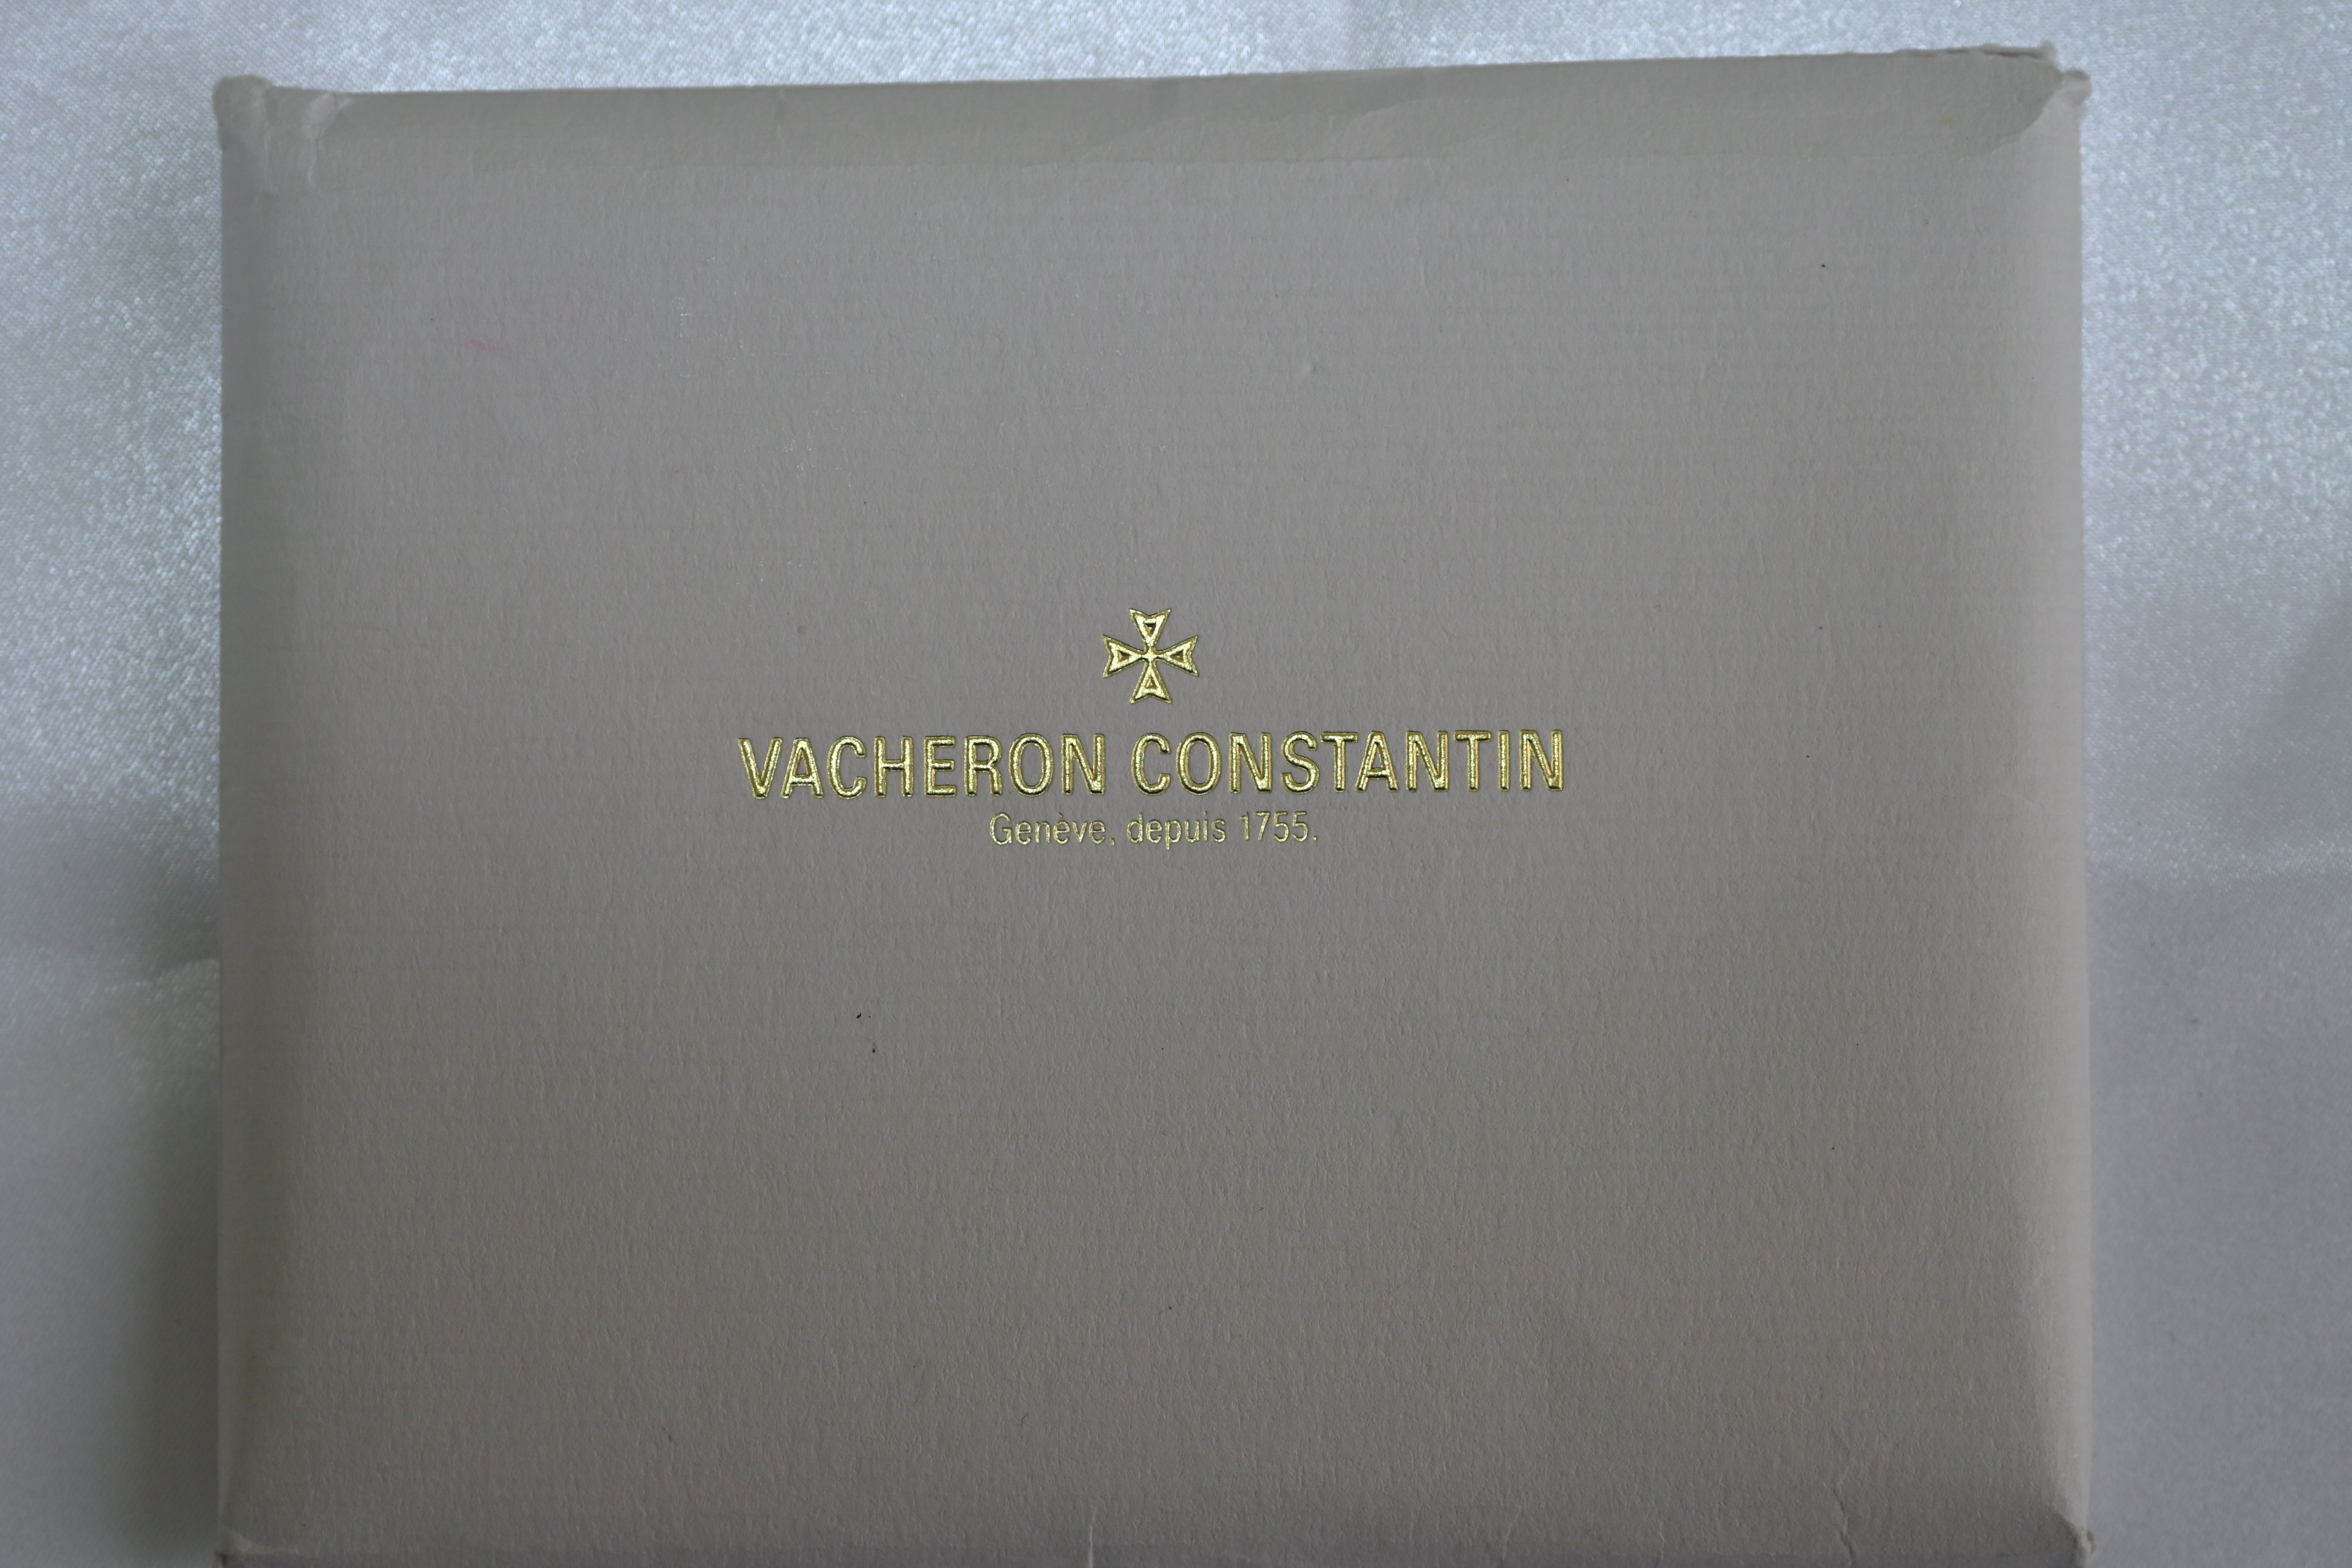 VACHERON CONSTANTIN
Genève, depuis 1755.